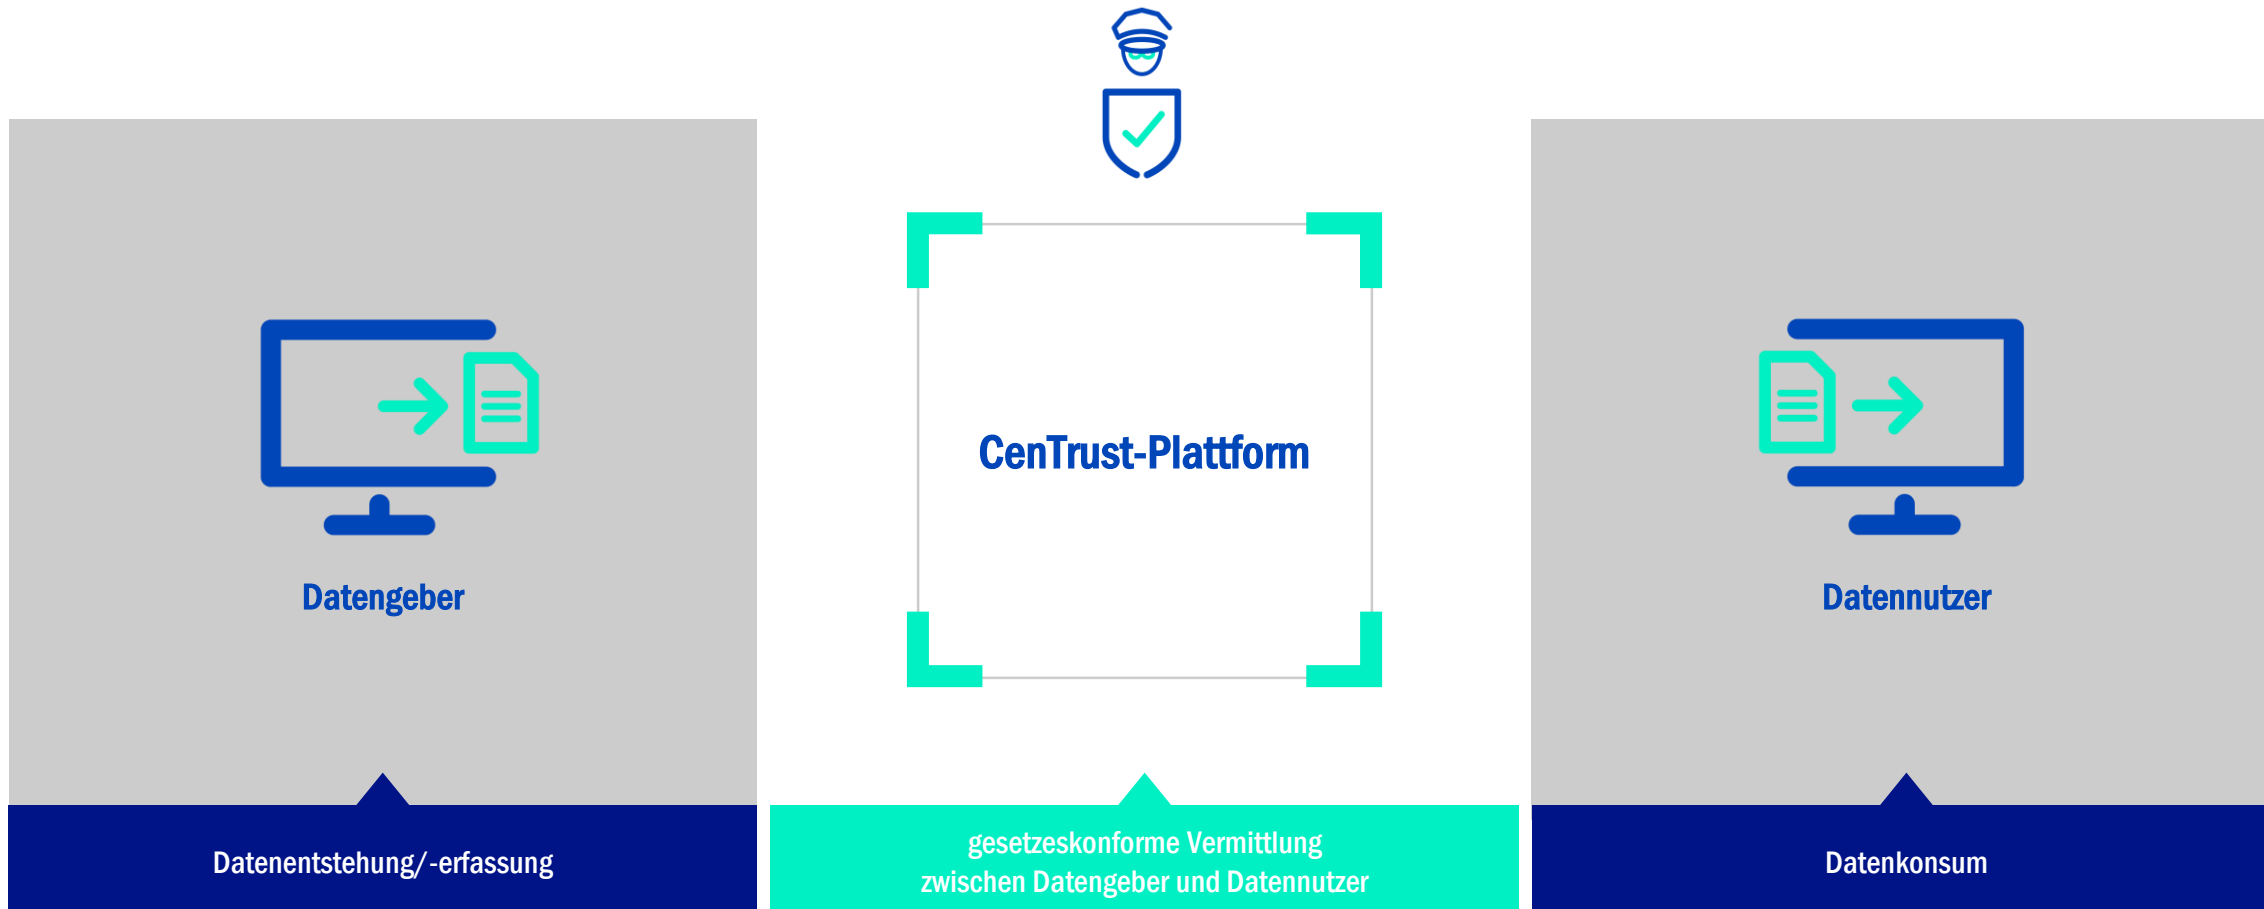 CenTrust-Plattform
Datengeber
Datennutzer
Datenentstehung/-erfassung
gesetzeskonforme Vermittlung
zwischen Datengeber und Datennutzer
Datenkonsum